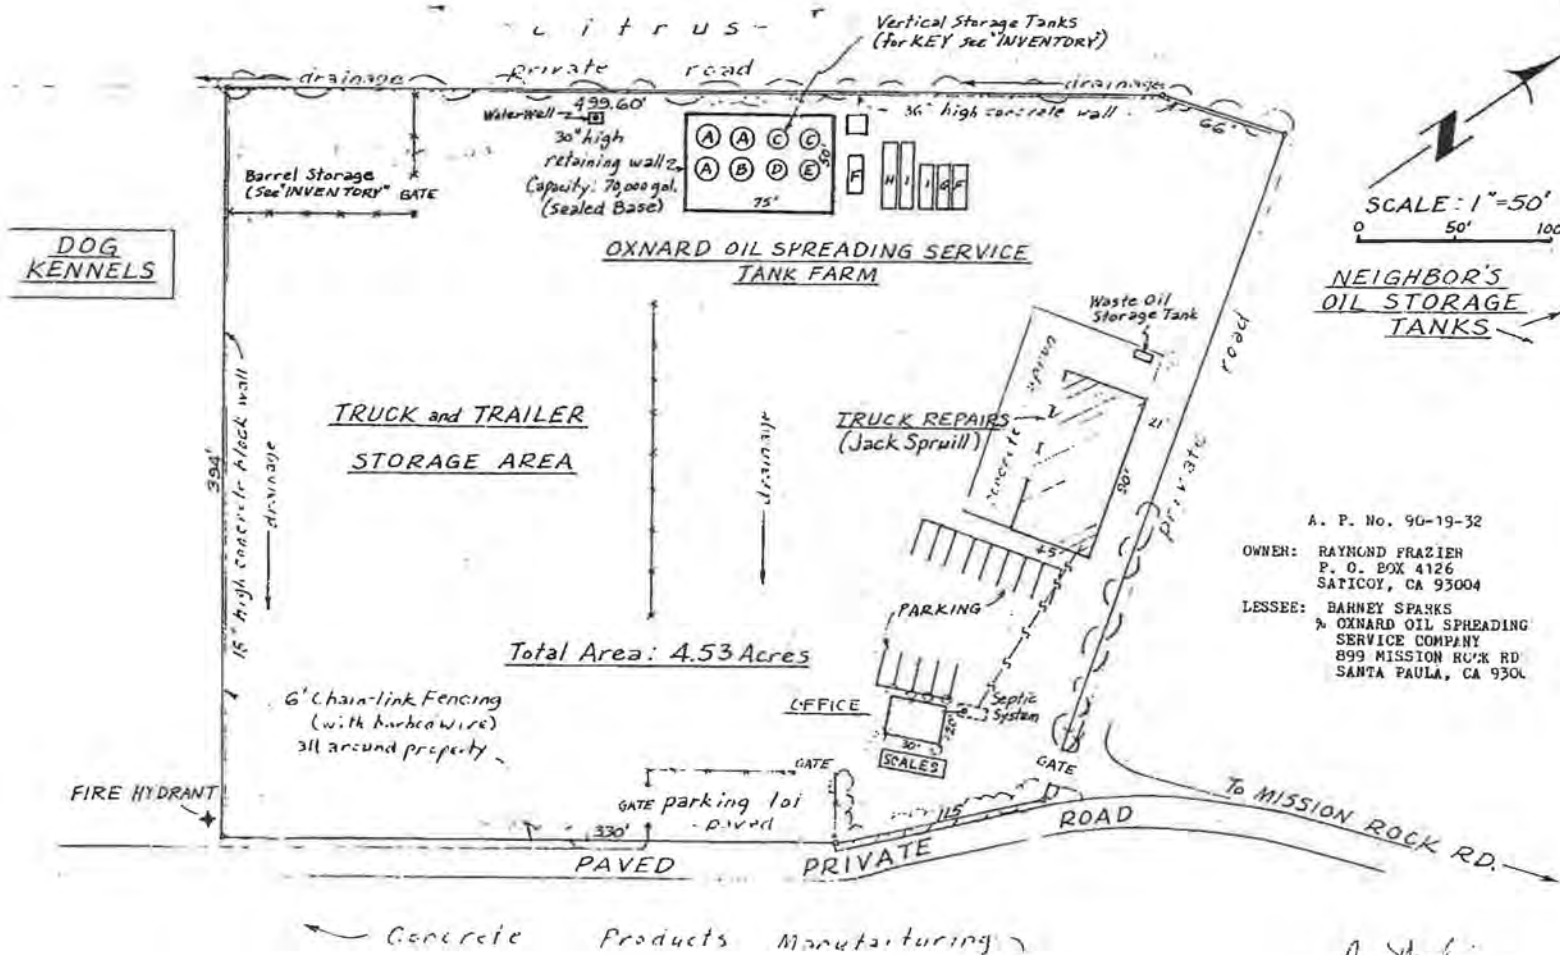 Citrus
Vertical Storage Tanks
(for KEY see "INVENTORY")
drainage
private road
drainage
499.60'
Water Well
36" high concrete wall
66'
30" high
retaining wall
Capacity: 70,000 gal.
(sealed Base)
A A C C
A B D E
50'
75'
F
H I I G F
Barrel Storage
(See "INVENTORY"
GATE
N
SCALE: 1"=50'
0 50' 100
DOG
KENNELS
OXNARD OIL SPREADING SERVICE
TANK FARM
NEIGHBOR'S
OIL STORAGE
TANKS
Waste Oil
Storage Tank
private road
concrete apron
TRUCK and TRAILER
STORAGE AREA
TRUCK REPAIRS
(Jack Spruill)
21'
90'
45'
394'
15" high concrete block wall
drainage
drainage
A. P. No. 90-19-32
OWNER: RAYMOND FRAZIER
P. O. BOX 4126
SATICOY, CA 93004
LESSEE: BARNEY SPARKS
% OXNARD OIL SPREADING
SERVICE COMPANY
899 MISSION ROCK RD
SANTA PAULA, CA
PARKING
Total Area: 4.53 Acres
6' Chain-link Fencing
(with barbed wire)
all around property
OFFICE
Septic
System
30'
20'
SCALES
GATE
GATE
FIRE HYDRANT
GATE
parking lot
paved
330'
115'
PAVED PRIVATE ROAD
To MISSION ROCK RD.
Concrete Products Manufacturing